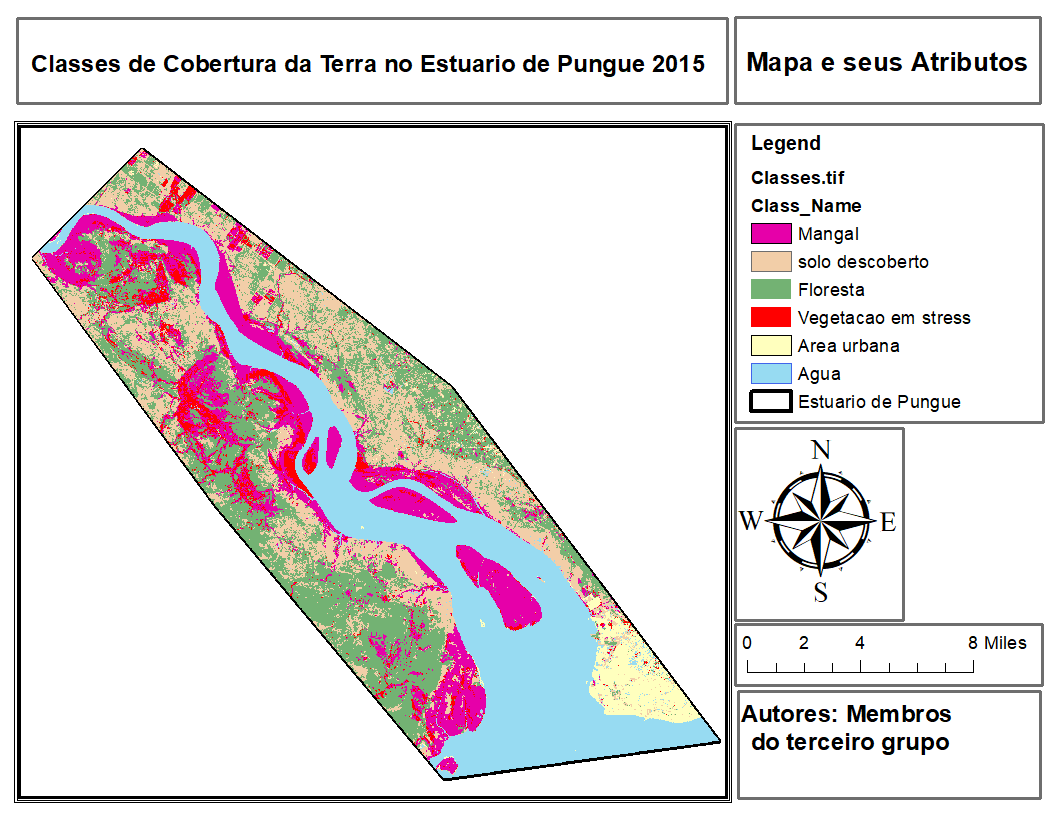 Classes de Cobertura da Terra no Estuario de Pungue 2015
Mapa e seus Atributos
Legend
Classes.tif
Class_Name
Mangal
solo descoberto
Floresta
Vegetacao em stress
Area urbana
Agua
Estuario de Pungue
N
W E
S
0 2 4 8 Miles
Autores: Membros
do terceiro grupo